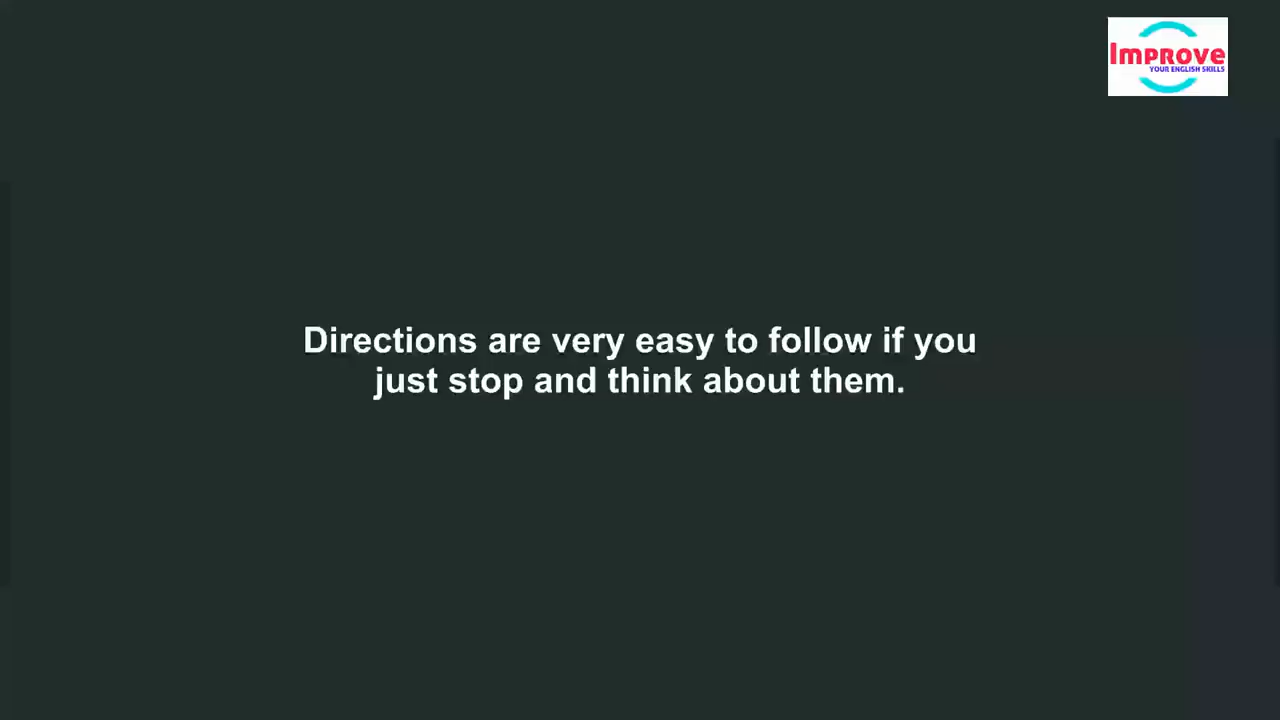 Improve
YOUR ENGLISH SKILLS
Directions are very easy to follow if you
just stop and think about them.